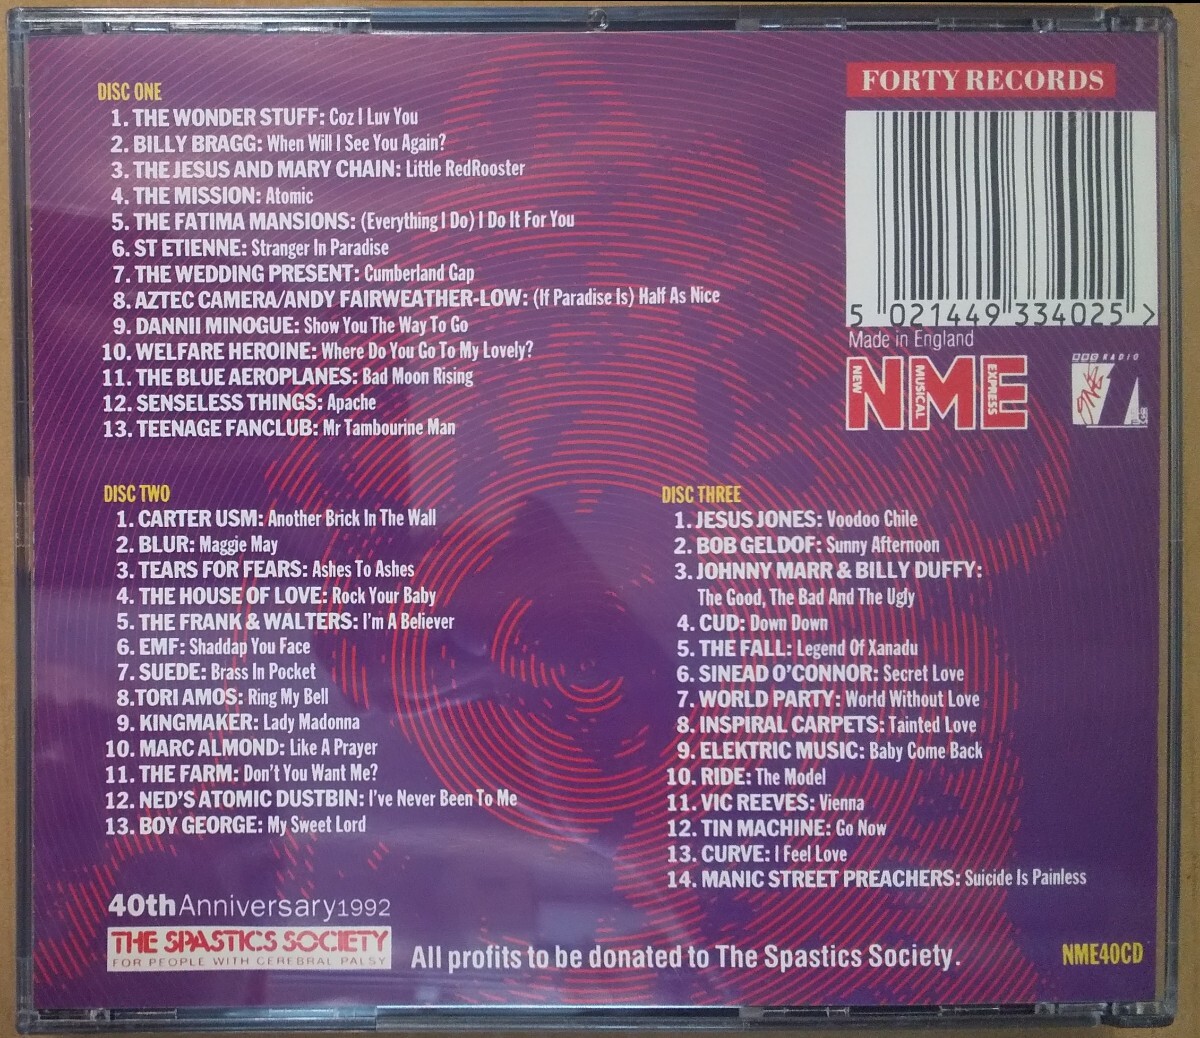 DISC ONE
1. THE WONDER STUFF: Coz I Luv You
2. BILLY BRAGG: When Will I See You Again?
3. THE JESUS AND MARY CHAIN: Little RedRooster
4. THE MISSION: Atomic
5. THE FATIMA MANSIONS: (Everything I Do) I Do It For You
6. ST ETIENNE: Stranger In Paradise
7. THE WEDDING PRESENT: Cumberland Gap
8. AZTEC CAMERA/ANDY FAIRWEATHER-LOW: (If Paradise Is) Half As Nice
9. DANNII MINOGUE: Show You The Way To Go
10. WELFARE HEROINE: Where Do You Go To My Lovely?
11. THE BLUE AEROPLANES: Bad Moon Rising
12. SENSELESS THINGS: Apache
13. TEENAGE FANCLUB: Mr Tambourine Man
FORTY RECORDS
5 021449 334025 >
Made in England
NEW MUSICAL EXPRESS
NME
BBC RADIO
ONE
1
DISC TWO
1. CARTER USM: Another Brick In The Wall
2. BLUR: Maggie May
3. TEARS FOR FEARS: Ashes To Ashes
4. THE HOUSE OF LOVE: Rock Your Baby
5. THE FRANK & WALTERS: I'm A Believer
6. EMF: Shaddap You Face
7. SUEDE: Brass In Pocket
8.TORI AMOS: Ring My Bell
9. KINGMAKER: Lady Madonna
10. MARC ALMOND: Like A Prayer
11. THE FARM: Don't You Want Me?
12. NED'S ATOMIC DUSTBIN: I've Never Been To Me
13. BOY GEORGE: My Sweet Lord
DISC THREE
1. JESUS JONES: Voodoo Chile
2. BOB GELDOF: Sunny Afternoon
3. JOHNNY MARR & BILLY DUFFY:
The Good, The Bad And The Ugly
4. CUD: Down Down
5. THE FALL: Legend Of Xanadu
6. SINEAD O'CONNOR: Secret Love
7. WORLD PARTY: World Without Love
8. INSPIRAL CARPETS: Tainted Love
9. ELEKTRIC MUSIC: Baby Come Back
10. RIDE: The Model
11. VIC REEVES: Vienna
12. TIN MACHINE: Go Now
13. CURVE: I Feel Love
14. MANIC STREET PREACHERS: Suicide Is Painless
40th Anniversary 1992
THE SPASTICS SOCIETY
FOR PEOPLE WITH CEREBRAL PALSY
All profits to be donated to The Spastics Society.
NME40CD